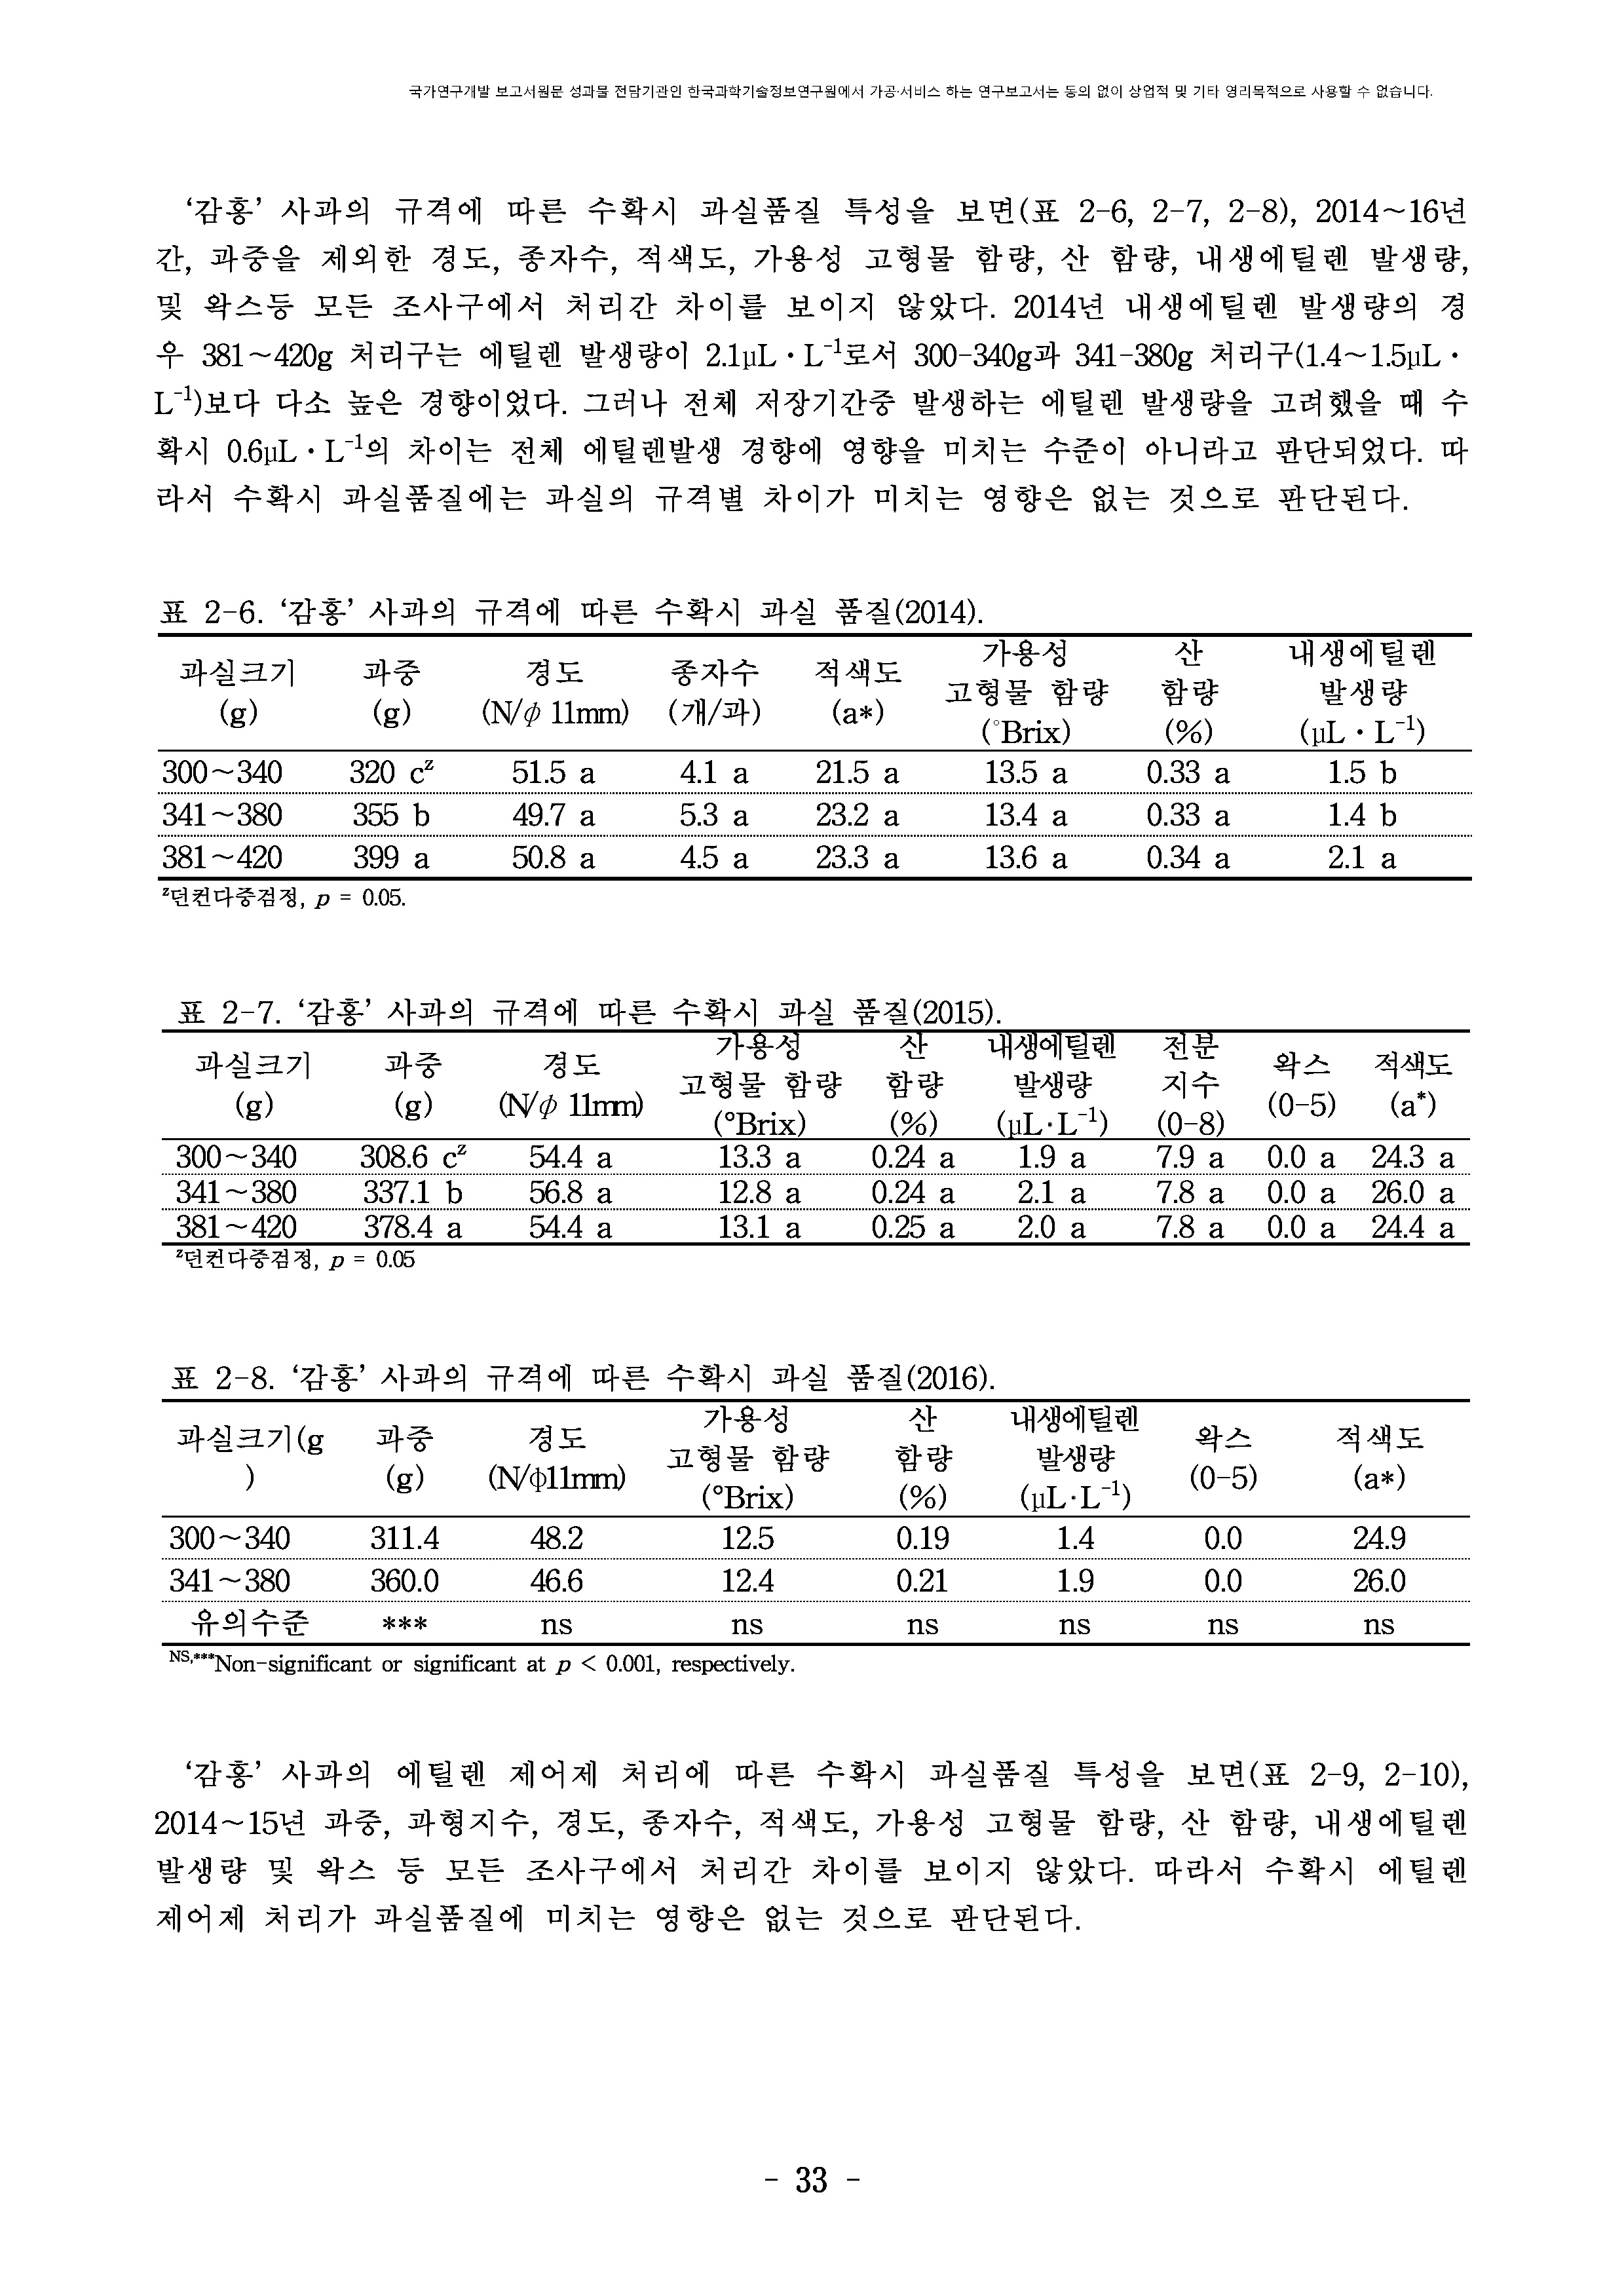 국가연구개발 보고서원문 성과물 전담기관인 한국과학기술정보연구원에서 가공·서비스 하는 연구보고서는 동의 없이 상업적 및 기타 영리목적으로 사용할 수 없습니다.
‘감홍’ 사과의 규격에 따른 수확시 과실품질 특성을 보면(표 2-6, 2-7, 2-8), 2014~16년
간, 과중을 제외한 경도, 종자수, 적색도, 가용성 고형물 함량, 산 함량, 내생에틸렌 발생량,
및 왁스등 모든 조사구에서 처리간 차이를 보이지 않았다. 2014년 내생에틸렌 발생량의 경
우 381~420g 처리구는 에틸렌 발생량이 2.1µL·L⁻¹로서 300-340g과 341-380g 처리구(1.4~1.5µL·
L⁻¹)보다 다소 높은 경향이었다. 그러나 전체 저장기간중 발생하는 에틸렌 발생량을 고려했을 때 수
확시 0.6µL·L⁻¹의 차이는 전체 에틸렌발생 경향에 영향을 미치는 수준이 아니라고 판단되었다. 따
라서 수확시 과실품질에는 과실의 규격별 차이가 미치는 영향은 없는 것으로 판단된다.
표 2-6. ‘감홍’ 사과의 규격에 따른 수확시 과실 품질(2014).
과실크기 (g) 과중 (g) 경도 (N/φ 11mm) 종자수 (개/과) 적색도 (a*) 가용성 고형물 함량 (°Brix) 산 함량 (%) 내생에틸렌 발생량 (µL·L⁻¹)
300~340 320 cᶻ 51.5 a 4.1 a 21.5 a 13.5 a 0.33 a 1.5 b
341~380 355 b 49.7 a 5.3 a 23.2 a 13.4 a 0.33 a 1.4 b
381~420 399 a 50.8 a 4.5 a 23.3 a 13.6 a 0.34 a 2.1 a
ᶻ던컨다중검정, p = 0.05.
표 2-7. ‘감홍’ 사과의 규격에 따른 수확시 과실 품질(2015).
과실크기 (g) 과중 (g) 경도 (N/φ 11mm) 가용성 고형물 함량 (°Brix) 산 함량 (%) 내생에틸렌 발생량 (µL·L⁻¹) 전분 지수 (0-8) 왁스 (0-5) 적색도 (a*)
300~340 308.6 cᶻ 54.4 a 13.3 a 0.24 a 1.9 a 7.9 a 0.0 a 24.3 a
341~380 337.1 b 56.8 a 12.8 a 0.24 a 2.1 a 7.8 a 0.0 a 26.0 a
381~420 378.4 a 54.4 a 13.1 a 0.25 a 2.0 a 7.8 a 0.0 a 24.4 a
ᶻ던컨다중검정, p = 0.05
표 2-8. ‘감홍’ 사과의 규격에 따른 수확시 과실 품질(2016).
과실크기(g) 과중 (g) 경도 (N/φ11mm) 가용성 고형물 함량 (°Brix) 산 함량 (%) 내생에틸렌 발생량 (µL·L⁻¹) 왁스 (0-5) 적색도 (a*)
300~340 311.4 48.2 12.5 0.19 1.4 0.0 24.9
341~380 360.0 46.6 12.4 0.21 1.9 0.0 26.0
유의수준 *** ns ns ns ns ns ns
NS,***Non-significant or significant at p < 0.001, respectively.
‘감홍’ 사과의 에틸렌 제어제 처리에 따른 수확시 과실품질 특성을 보면(표 2-9, 2-10),
2014~15년 과중, 과형지수, 경도, 종자수, 적색도, 가용성 고형물 함량, 산 함량, 내생에틸렌
발생량 및 왁스 등 모든 조사구에서 처리간 차이를 보이지 않았다. 따라서 수확시 에틸렌
제어제 처리가 과실품질에 미치는 영향은 없는 것으로 판단된다.
- 33 -